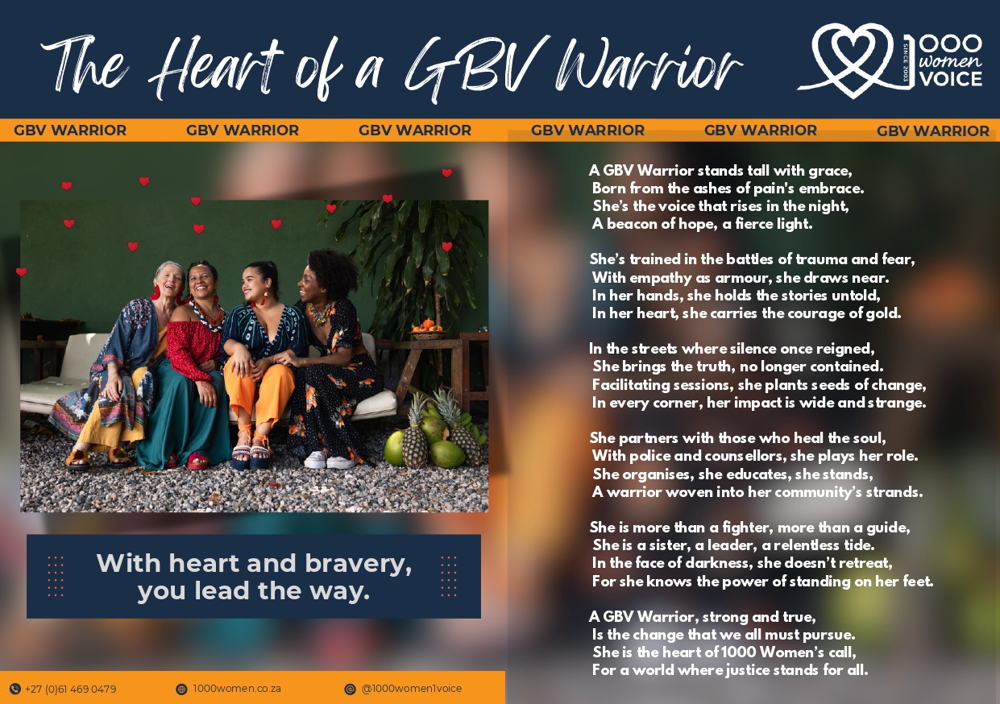 The Heart of a GBV Warrior
SINCE 2003
1000
women
VOICE
GBV WARRIOR GBV WARRIOR GBV WARRIOR GBV WARRIOR GBV WARRIOR GBV WARRIOR
With heart and bravery,
you lead the way.
A GBV Warrior stands tall with grace,
Born from the ashes of pain's embrace.
She's the voice that rises in the night,
A beacon of hope, a fierce light.
She's trained in the battles of trauma and fear,
With empathy as armour, she draws near.
In her hands, she holds the stories untold,
In her heart, she carries the courage of gold.
In the streets where silence once reigned,
She brings the truth, no longer contained.
Facilitating sessions, she plants seeds of change,
In every corner, her impact is wide and strange.
She partners with those who heal the soul,
With police and counsellors, she plays her role.
She organises, she educates, she stands,
A warrior woven into her community's strands.
She is more than a fighter, more than a guide,
She is a sister, a leader, a relentless tide.
In the face of darkness, she doesn't retreat,
For she knows the power of standing on her feet.
A GBV Warrior, strong and true,
Is the change that we all must pursue.
She is the heart of 1000 Women's call,
For a world where justice stands for all.
+27 (0)61 469 0479
1000women.co.za
@1000women1voice